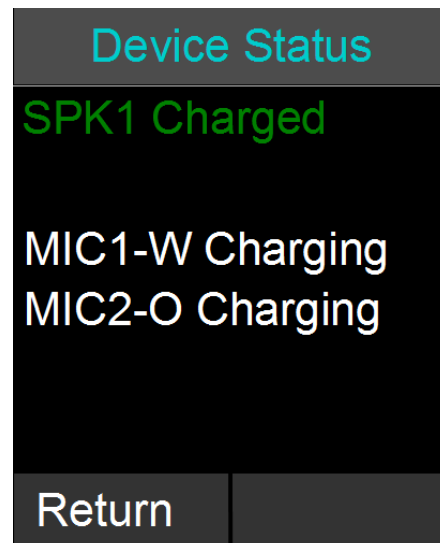 Device Status
SPK1 Charged
MIC1-W Charging
MIC2-O Charging
Return